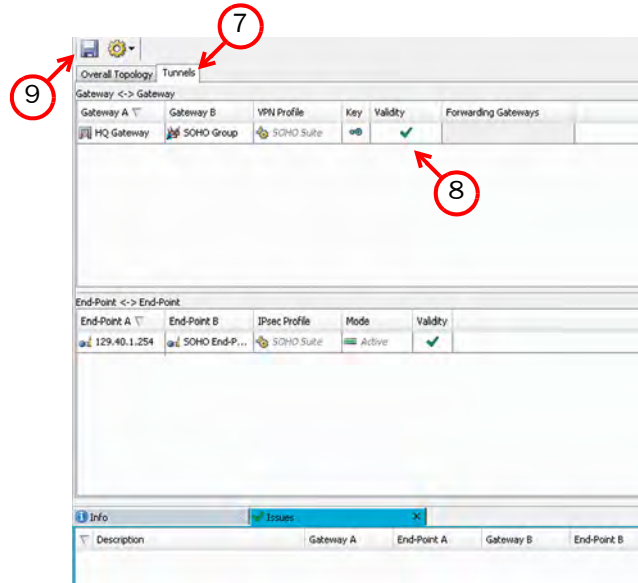 7
9
Overall Topology Tunnels
Gateway <-> Gateway
Gateway A Gateway B VPN Profile Key Validity Forwarding Gateways
HQ Gateway SOHO Group SOHO Suite
8
End-Point <-> End-Point
End-Point A End-Point B IPsec Profile Mode Validity
129.40.1.254 SOHO End-P... SOHO Suite Active
Info Issues
Description Gateway A End-Point A Gateway B End-Point B